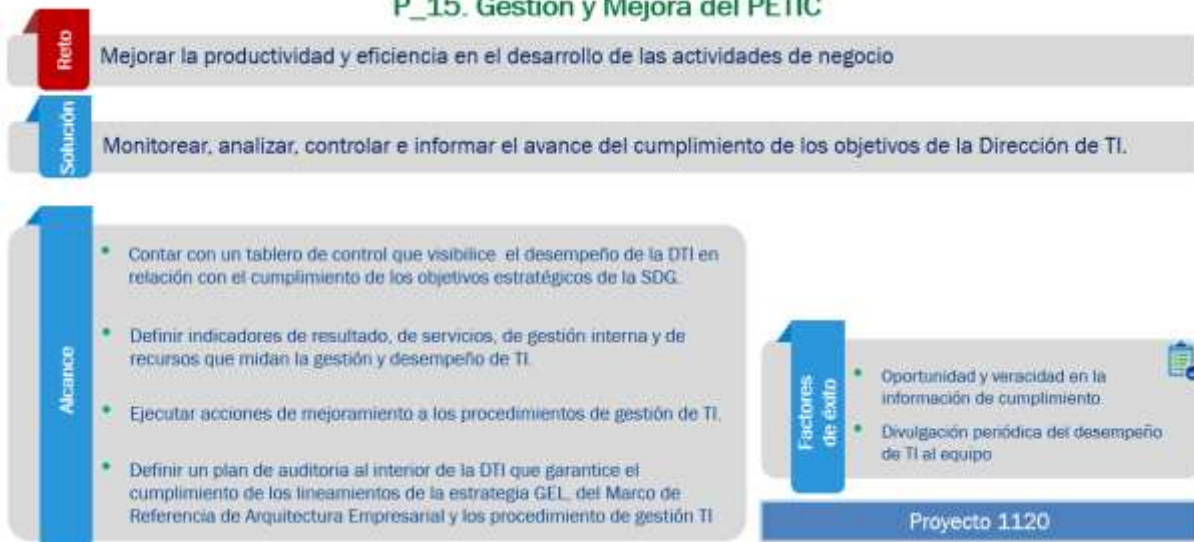 P_15. Gestión y Mejora del PETIC
Reto
Mejorar la productividad y eficiencia en el desarrollo de las actividades de negocio
Solución
Monitorear, analizar, controlar e informar el avance del cumplimiento de los objetivos de la Dirección de TI.
Alcance
• Contar con un tablero de control que visibilice el desempeño de la DTI en
relación con el cumplimiento de los objetivos estratégicos de la SDG.
• Definir indicadores de resultado, de servicios, de gestión interna y de
recursos que midan la gestión y desempeño de TI.
• Ejecutar acciones de mejoramiento a los procedimientos de gestión de TI.
• Definir un plan de auditoria al interior de la DTI que garantice el
cumplimiento de los lineamientos de la estrategia GEL, del Marco de
Referencia de Arquitectura Empresarial y los procedimiento de gestión TI
Factores
de éxito
• Oportunidad y veracidad en la
información de cumplimiento
• Divulgación periódica del desempeño
de TI al equipo
Proyecto 1120